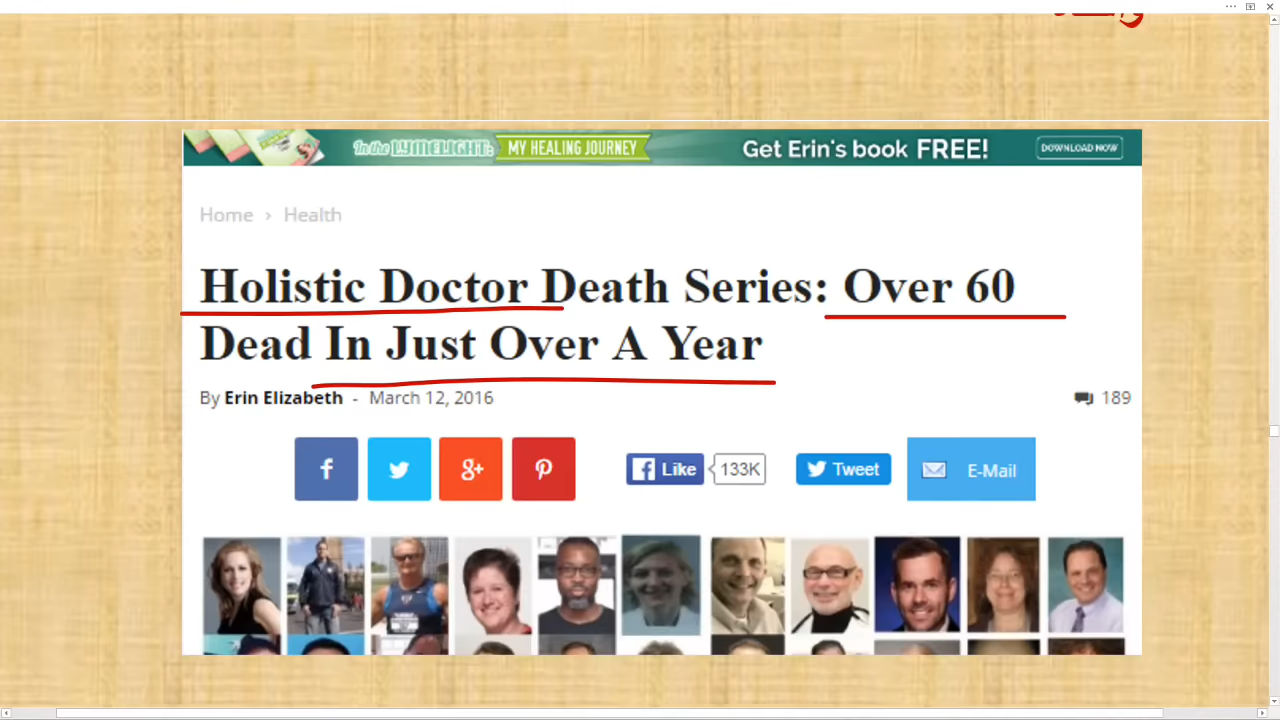 In the LYMELIGHT: MY HEALING JOURNEY Get Erin's book FREE! DOWNLOAD NOW
Home › Health
Holistic Doctor Death Series: Over 60
Dead In Just Over A Year
By Erin Elizabeth - March 12, 2016 189
f g+ Like 133K Tweet E-Mail